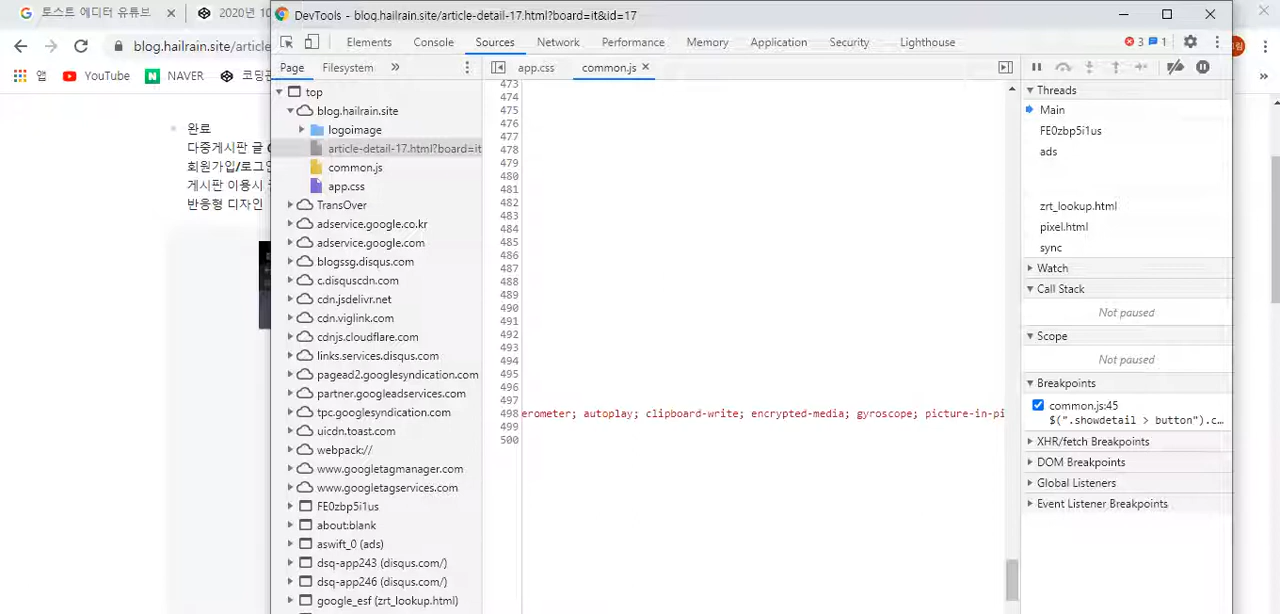 토스트 에디터 유튜브
2020년 10
DevTools - blog.hailrain.site/article-detail-17.html?board=it&id=17
Elements Console Sources Network Performance Memory Application Security Lighthouse 3 1
blog.hailrain.site/article
Page Filesystem » app.css common.js
앱 YouTube NAVER 코딩
완료
다중게시판 글
회원가입/로그인
게시판 이용시
반응형 디자인
top
blog.hailrain.site
logoimage
article-detail-17.html?board=it
common.js
app.css
TransOver
adservice.google.co.kr
adservice.google.com
blogssg.disqus.com
c.disquscdn.com
cdn.jsdelivr.net
cdn.viglink.com
cdnjs.cloudflare.com
links.services.disqus.com
pagead2.googlesyndication.com
partner.googleadservices.com
tpc.googlesyndication.com
uicdn.toast.com
webpack://
www.googletagmanager.com
www.googletagservices.com
FE0zbp5i1us
about:blank
aswift_0 (ads)
dsq-app243 (disqus.com/)
dsq-app246 (disqus.com/)
google_esf (zrt_lookup.html)
473
474
475
476
477
478
479
480
481
482
483
484
485
486
487
488
489
490
491
492
493
494
495
496
497
498 erometer; autoplay; clipboard-write; encrypted-media; gyroscope; picture-in-pi
499
500
Threads
Main
FE0zbp5i1us
ads
zrt_lookup.html
pixel.html
sync
Watch
Call Stack
Not paused
Scope
Not paused
Breakpoints
common.js:45
$(".showdetail > button").c…
XHR/fetch Breakpoints
DOM Breakpoints
Global Listeners
Event Listener Breakpoints